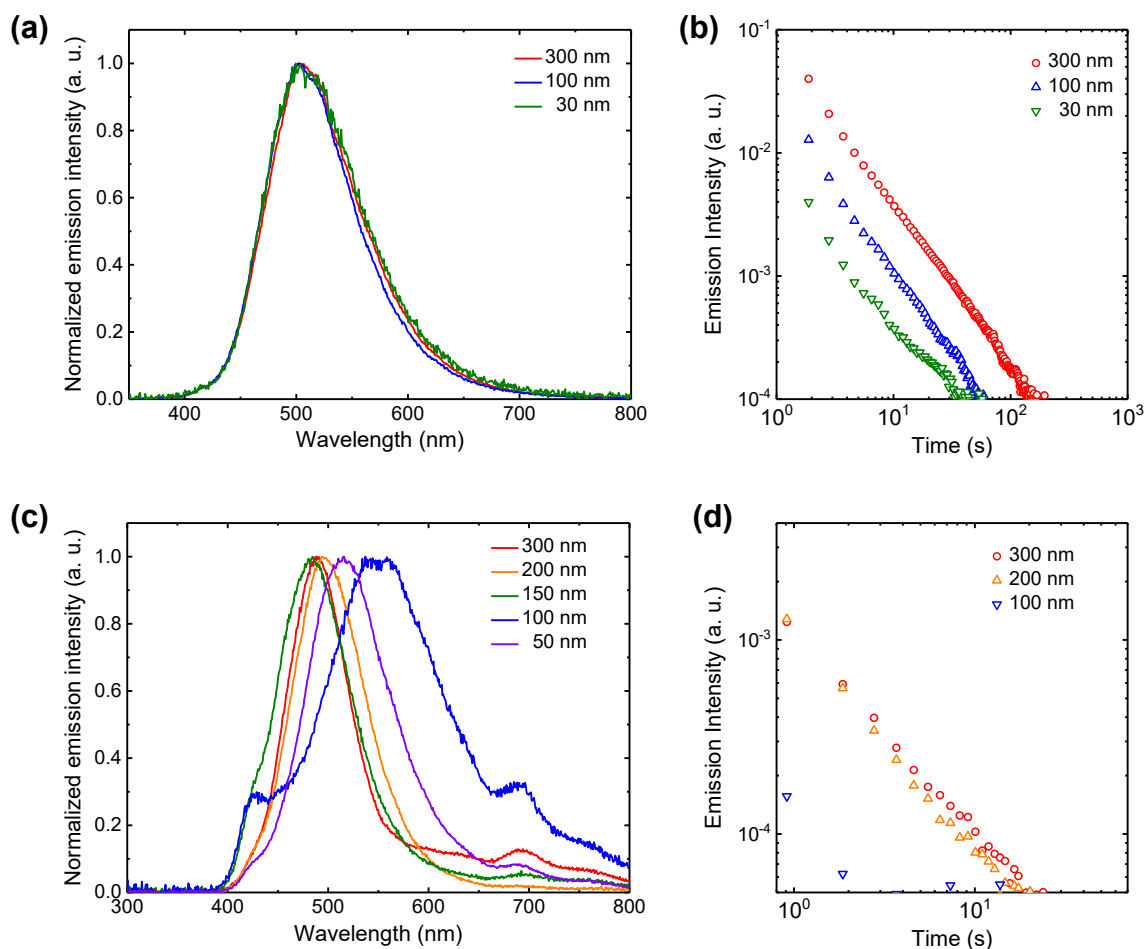 (a)
Normalized emission intensity (a. u.)
1.0
0.8
0.6
0.4
0.2
0.0
400 500 600 700 800
Wavelength (nm)
300 nm
100 nm
30 nm
(b)
Emission Intensity (a. u.)
10⁻¹
10⁻²
10⁻³
10⁻⁴
10⁰ 10¹ 10² 10³
Time (s)
300 nm
100 nm
30 nm
(c)
Normalized emission intensity (a. u.)
1.0
0.8
0.6
0.4
0.2
0.0
300 400 500 600 700 800
Wavelength (nm)
300 nm
200 nm
150 nm
100 nm
50 nm
(d)
Emission Intensity (a. u.)
10⁻³
10⁻⁴
10⁰ 10¹
Time (s)
300 nm
200 nm
100 nm